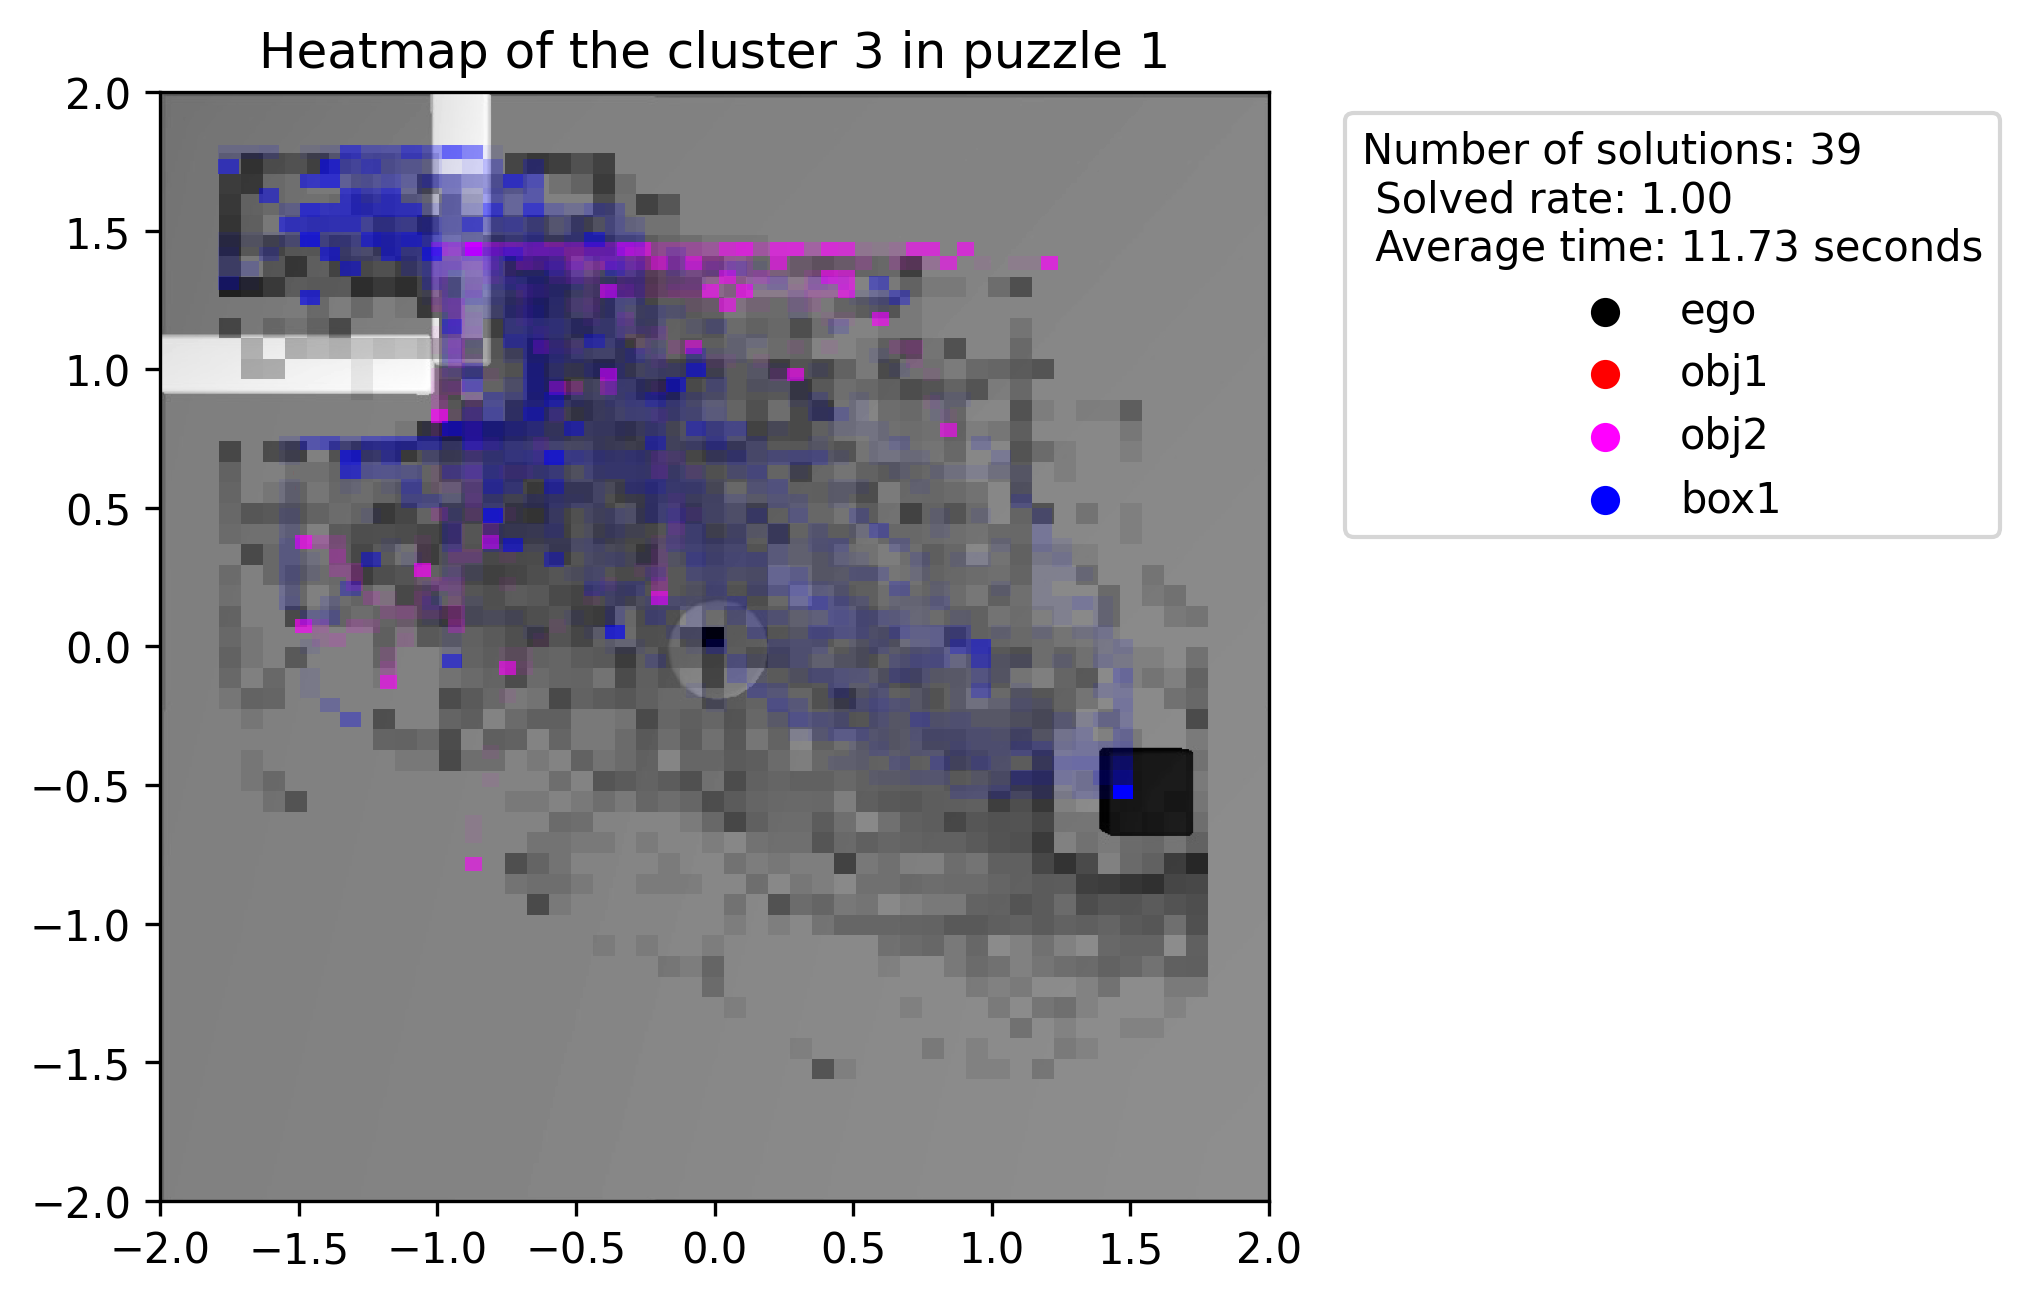 Heatmap of the cluster 3 in puzzle 1
2.0
1.5
1.0
0.5
0.0
−0.5
−1.0
−1.5
−2.0
−2.0 −1.5 −1.0 −0.5 0.0 0.5 1.0 1.5 2.0
Number of solutions: 39
Solved rate: 1.00
Average time: 11.73 seconds
ego
obj1
obj2
box1